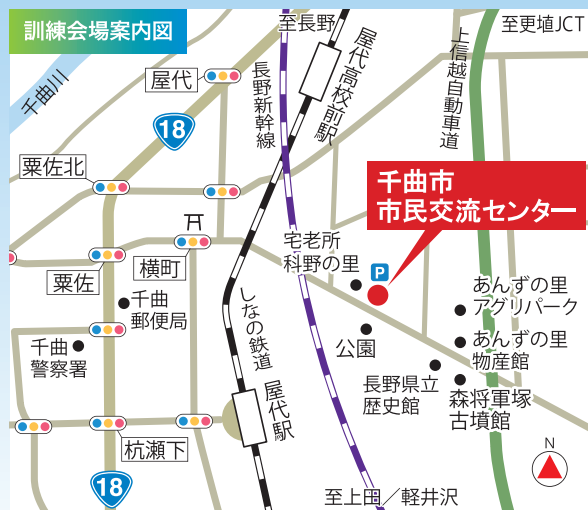 訓練会場案内図
至長野
至更埴JCT
千曲川
屋代
18
長野新幹線
屋代高校前駅
上信越自動車道
粟佐北
千曲市
市民交流センター
粟佐
横町
宅老所
科野の里
P
千曲
郵便局
しなの鉄道
あんずの里
アグリパーク
千曲
警察署
公園
あんずの里
物産館
屋代駅
長野県立
歴史館
森将軍塚
古墳館
杭瀬下
18
至上田／軽井沢
N